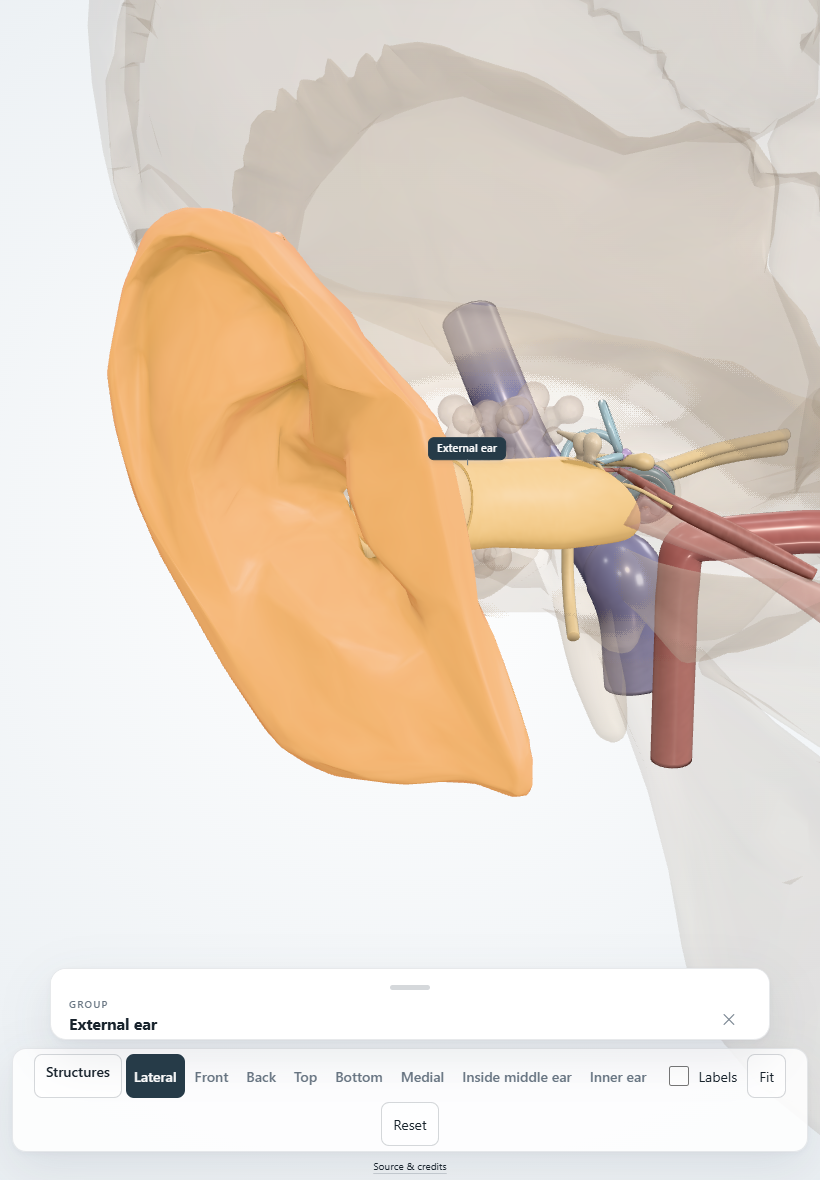 External ear
GROUP
External ear
Structures Lateral Front Back Top Bottom Medial Inside middle ear Inner ear Labels Fit
Reset
Source & credits